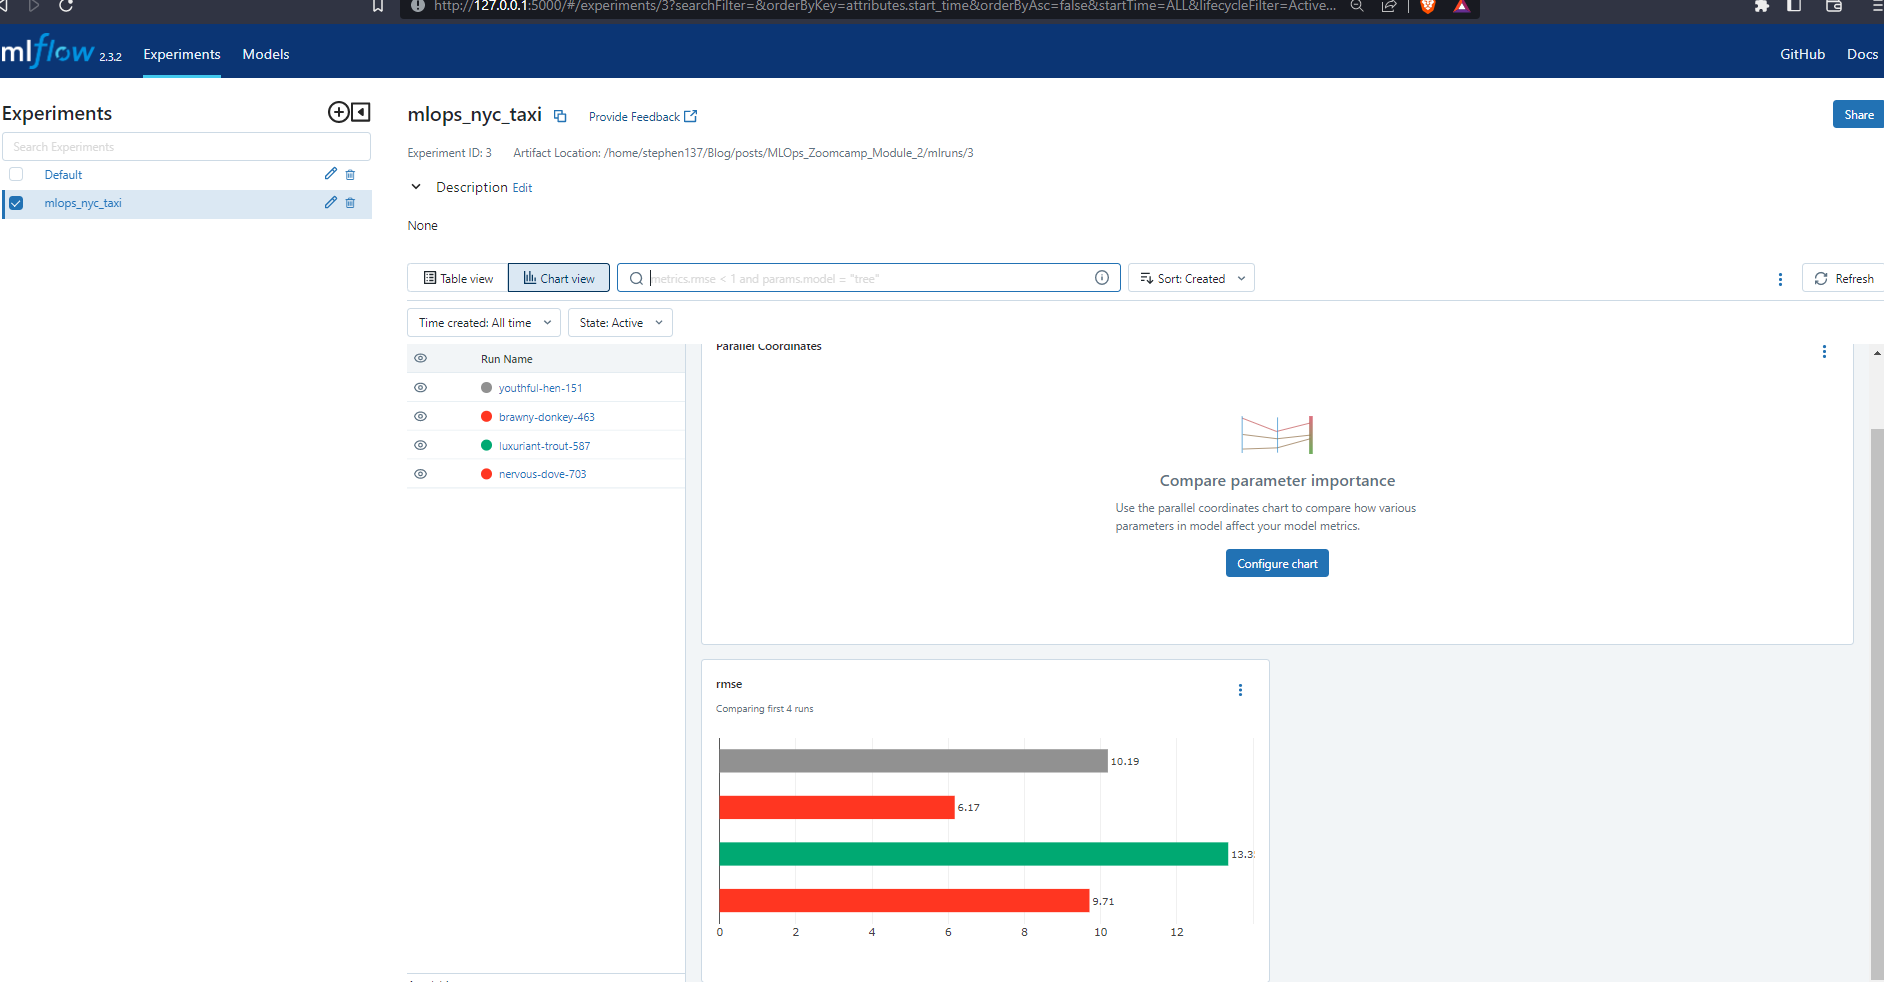 http://127.0.0.1:5000/#/experiments/3?searchFilter=&orderByKey=attributes.start_time&orderByAsc=false&startTime=ALL&lifecycleFilter=Active...
mlflow 2.3.2 Experiments Models GitHub Docs
Experiments
Search Experiments
Default
mlops_nyc_taxi
mlops_nyc_taxi Provide Feedback Share
Experiment ID: 3 Artifact Location: /home/stephen137/Blog/posts/MLOps_Zoomcamp_Module_2/mlruns/3
Description Edit
None
Table view Chart view metrics.rmse < 1 and params.model = "tree" Sort: Created Refresh
Time created: All time State: Active
Run Name
youthful-hen-151
brawny-donkey-463
luxuriant-trout-587
nervous-dove-703
Parallel Coordinates
Compare parameter importance
Use the parallel coordinates chart to compare how various
parameters in model affect your model metrics.
Configure chart
rmse
Comparing first 4 runs
10.19
6.17
13.3
9.71
0 2 4 6 8 10 12